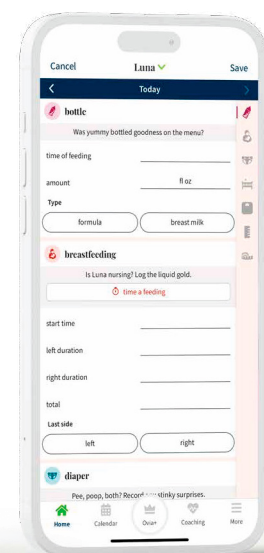 Cancel Luna Save
Today
bottle
Was yummy bottled goodness on the menu?
time of feeding
amount fl oz
Type
formula breast milk
breastfeeding
Is Luna nursing? Log the liquid gold.
time a feeding
start time
left duration
right duration
total
Last side
left right
diaper
Pee, poop, both? Record stinky surprises.
Home Calendar Ovia+ Coaching More